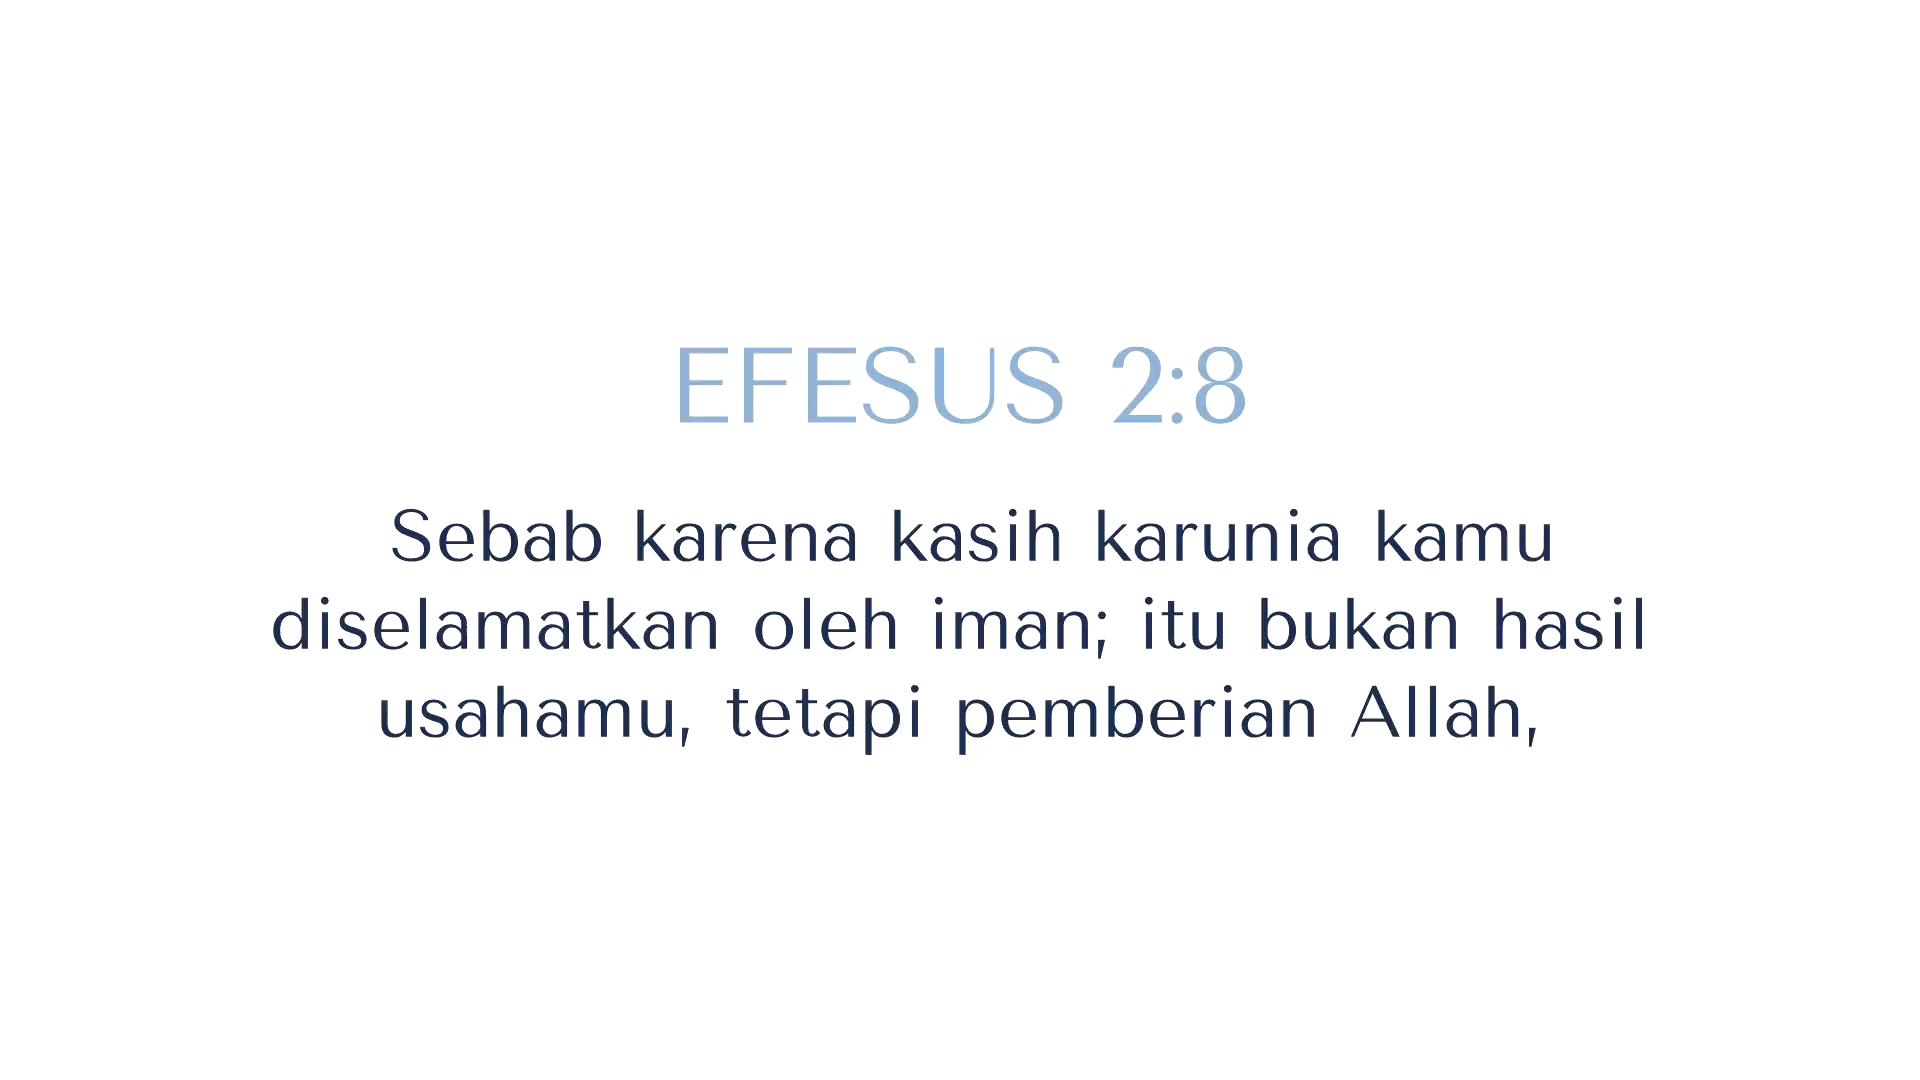 EFESUS 2:8
Sebab karena kasih karunia kamu
diselamatkan oleh iman; itu bukan hasil
usahamu, tetapi pemberian Allah,